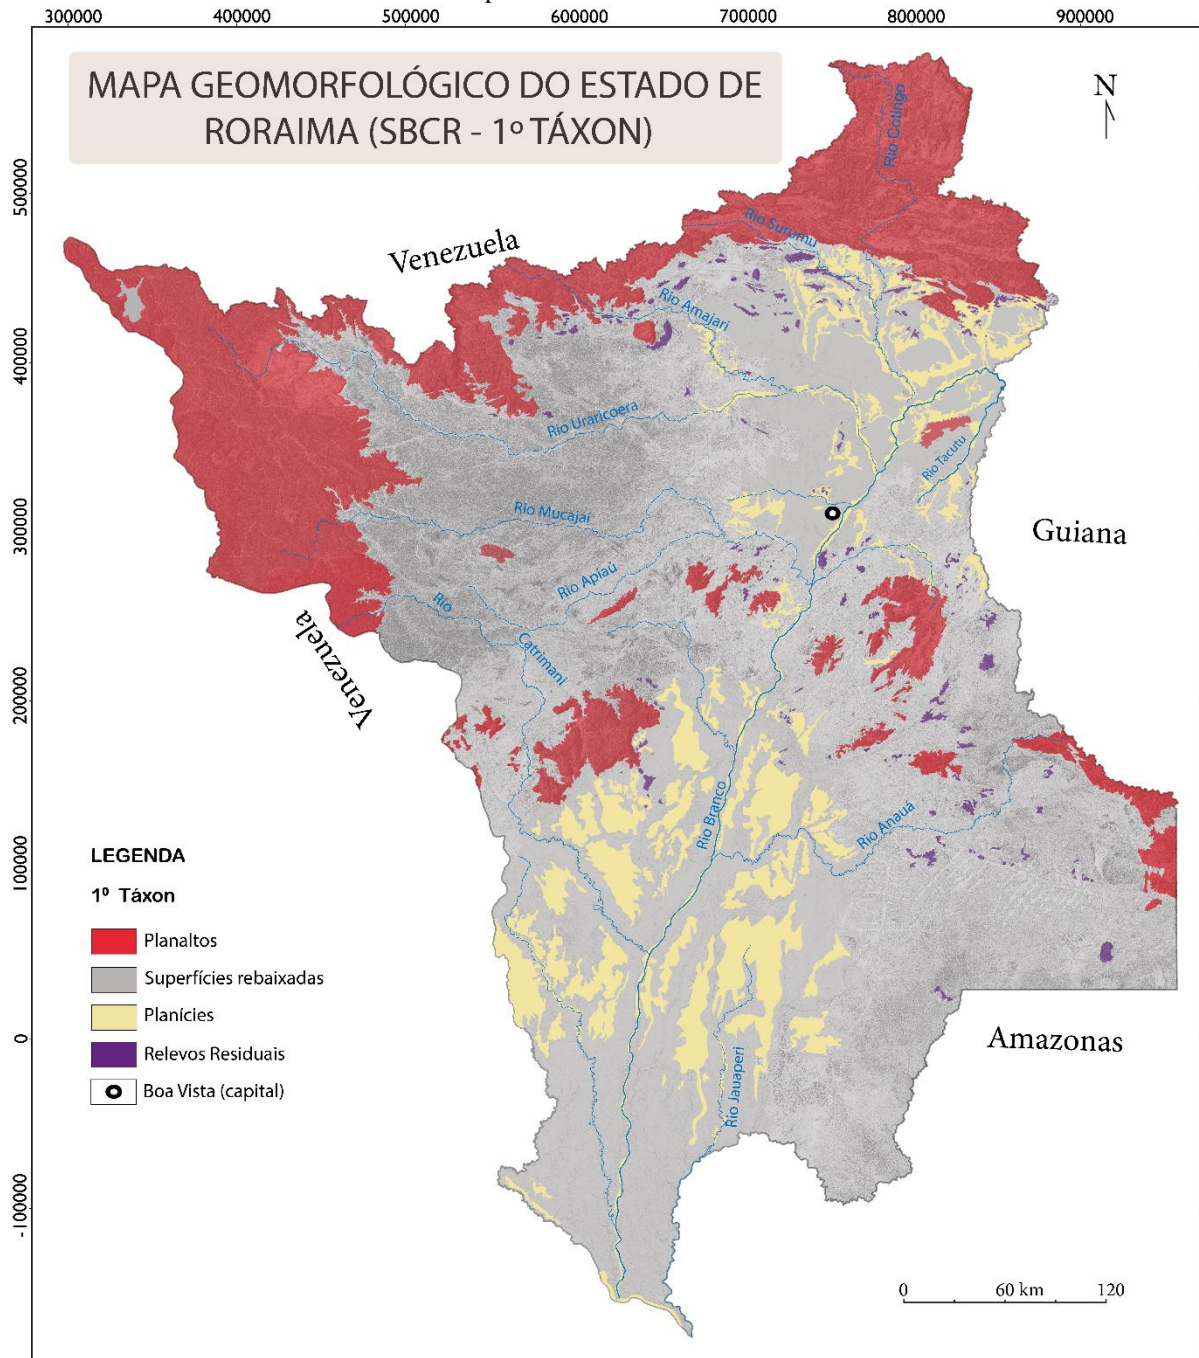 300000 400000 500000 600000 700000 800000 900000
MAPA GEOMORFOLÓGICO DO ESTADO DE
RORAIMA (SBCR - 1º TÁXON)
N
Rio Cotingo
500000
Rio Surumu
Venezuela
Rio Amajari
400000
Rio Uraricoera
Rio Tacutu
300000
Rio Mucajaí
Guiana
Rio Apiaú
Rio
Catrimani
Venezuela
200000
Rio Branco
Rio Anauá
100000
LEGENDA
1º Táxon
Planaltos
Superfícies rebaixadas
Planícies
Relevos Residuais
Boa Vista (capital)
0
Amazonas
Rio Jauaperi
-100000
0 60 km 120